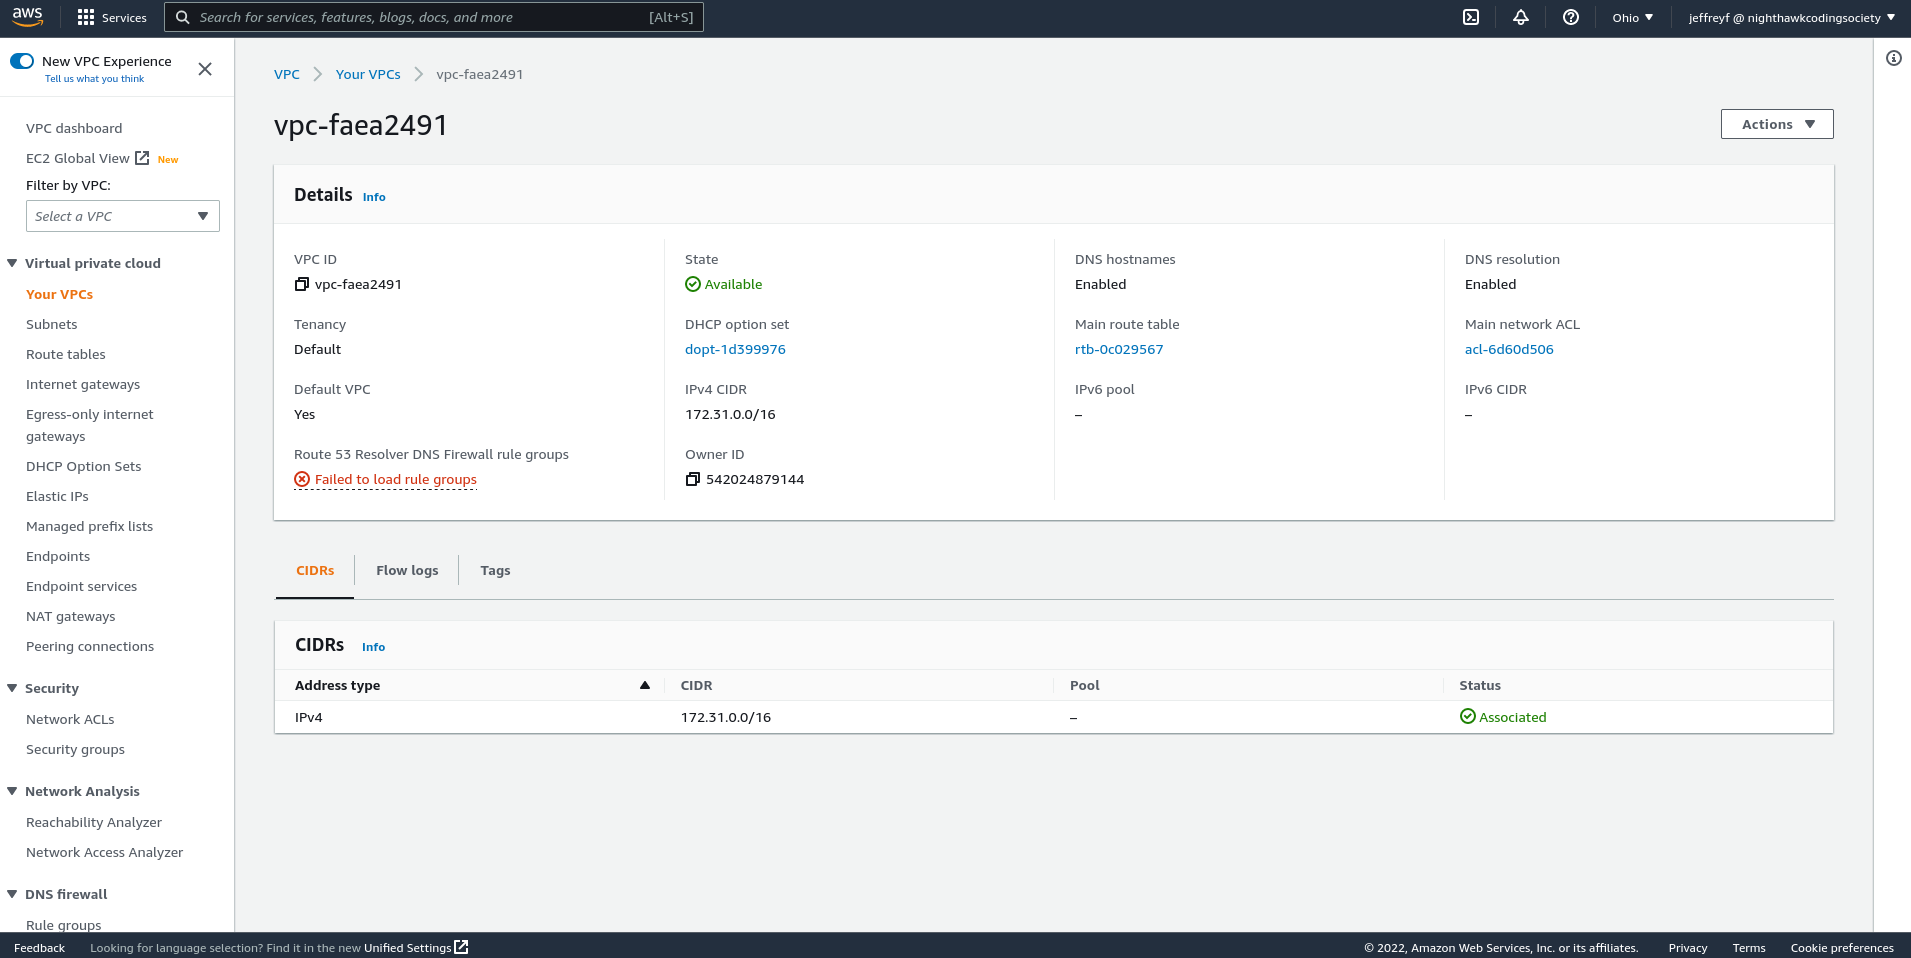 aws
Services
Search for services, features, blogs, docs, and more
[Alt+S]
Ohio
jeffreyf @ nighthawkcodingsociety
New VPC Experience
Tell us what you think
VPC dashboard
EC2 Global View New
Filter by VPC:
Select a VPC
Virtual private cloud
Your VPCs
Subnets
Route tables
Internet gateways
Egress-only internet
gateways
DHCP Option Sets
Elastic IPs
Managed prefix lists
Endpoints
Endpoint services
NAT gateways
Peering connections
Security
Network ACLs
Security groups
Network Analysis
Reachability Analyzer
Network Access Analyzer
DNS firewall
Rule groups
VPC
Your VPCs
vpc-faea2491
vpc-faea2491
Actions
Details Info
VPC ID
vpc-faea2491
State
Available
DNS hostnames
Enabled
DNS resolution
Enabled
Tenancy
Default
DHCP option set
dopt-1d399976
Main route table
rtb-0c029567
Main network ACL
acl-6d60d506
Default VPC
Yes
IPv4 CIDR
172.31.0.0/16
IPv6 pool
–
IPv6 CIDR
–
Route 53 Resolver DNS Firewall rule groups
Failed to load rule groups
Owner ID
542024879144
CIDRs
Flow logs
Tags
CIDRs Info
Address type
CIDR
Pool
Status
IPv4
172.31.0.0/16
–
Associated
Feedback
Looking for language selection? Find it in the new Unified Settings
© 2022, Amazon Web Services, Inc. or its affiliates.
Privacy
Terms
Cookie preferences